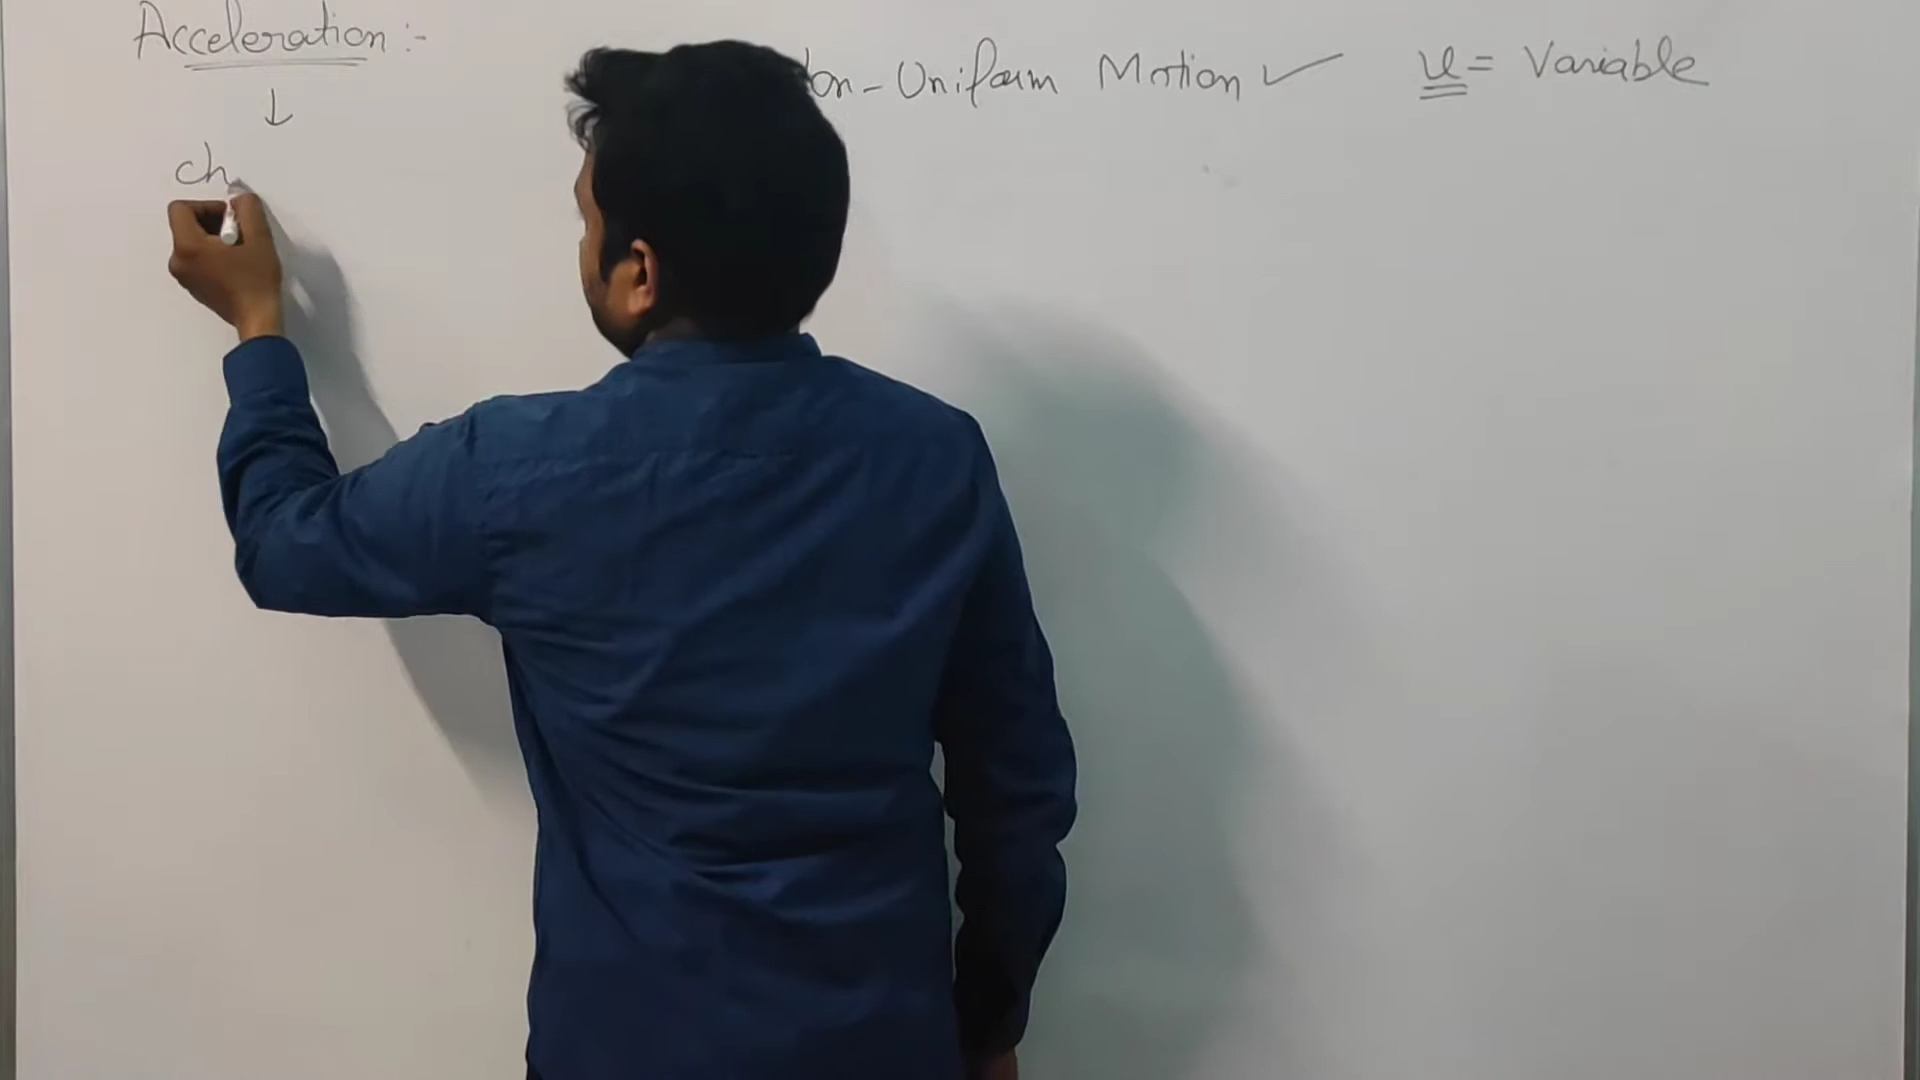 Acceleration :-
on-Uniform Motion ✓ u = Variable
↓
ch